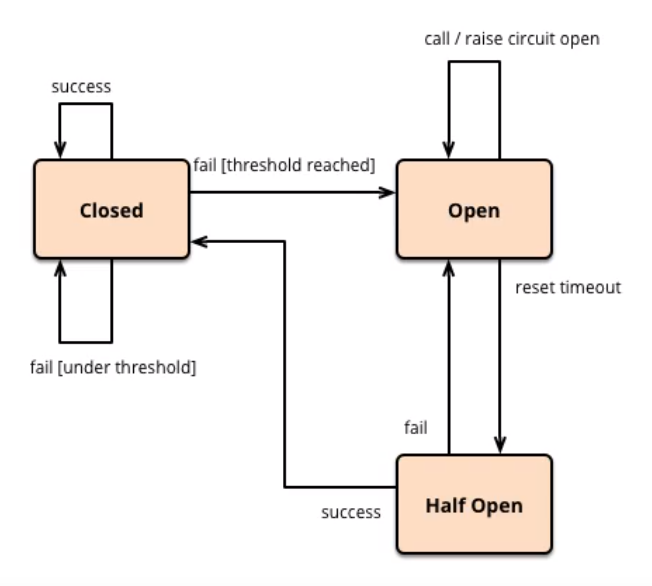 call / raise circuit open
success
fail [threshold reached]
Closed
Open
reset timeout
fail [under threshold]
fail
Half Open
success